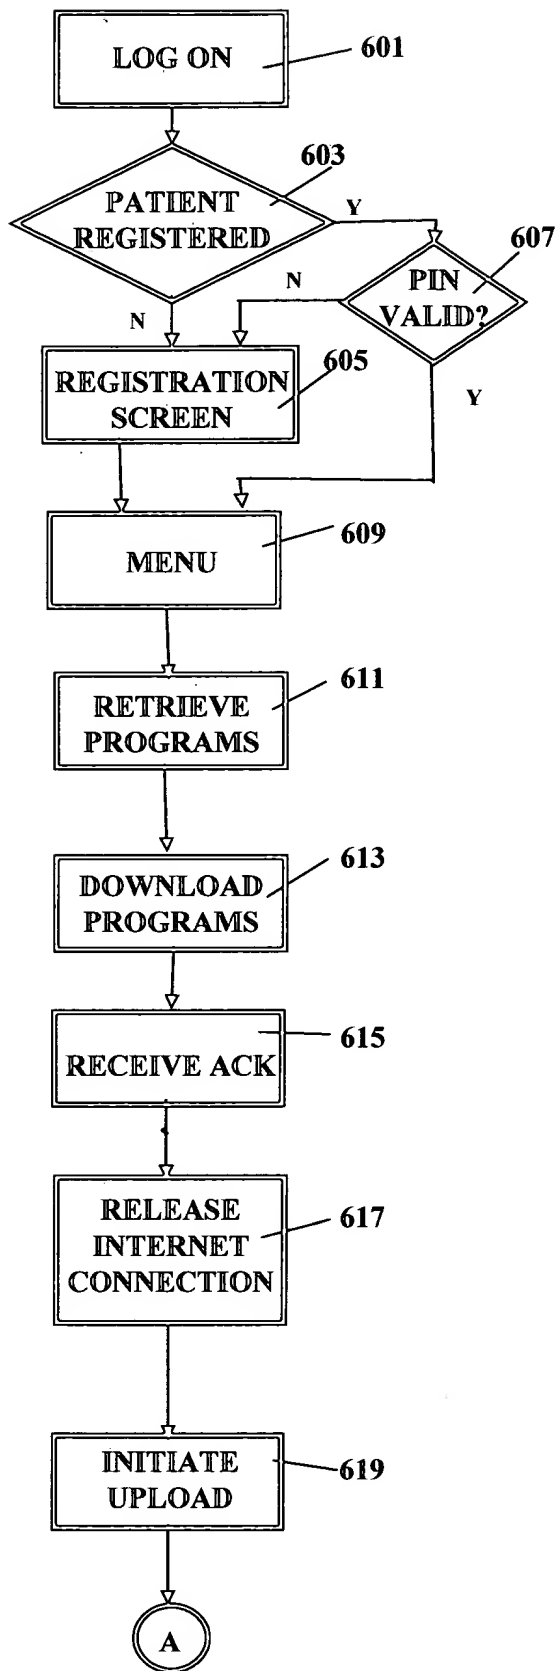 LOG ON
601
603
PATIENT
REGISTERED
Y
607
PIN
VALID?
N
N
605
REGISTRATION
SCREEN
Y
609
MENU
611
RETRIEVE
PROGRAMS
613
DOWNLOAD
PROGRAMS
615
RECEIVE ACK
RELEASE
617
INTERNET
CONNECTION
INITIATE
619
UPLOAD
A